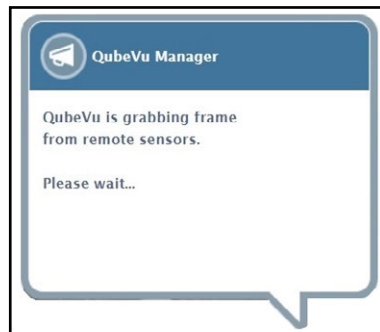 QubeVu Manager
QubeVu is grabbing frame
from remote sensors.
Please wait...